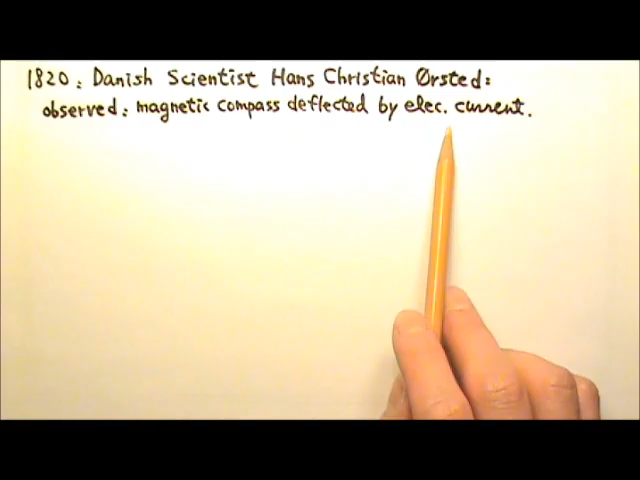 1820: Danish Scientist Hans Christian Ørsted:
observed: magnetic compass deflected by elec. current.